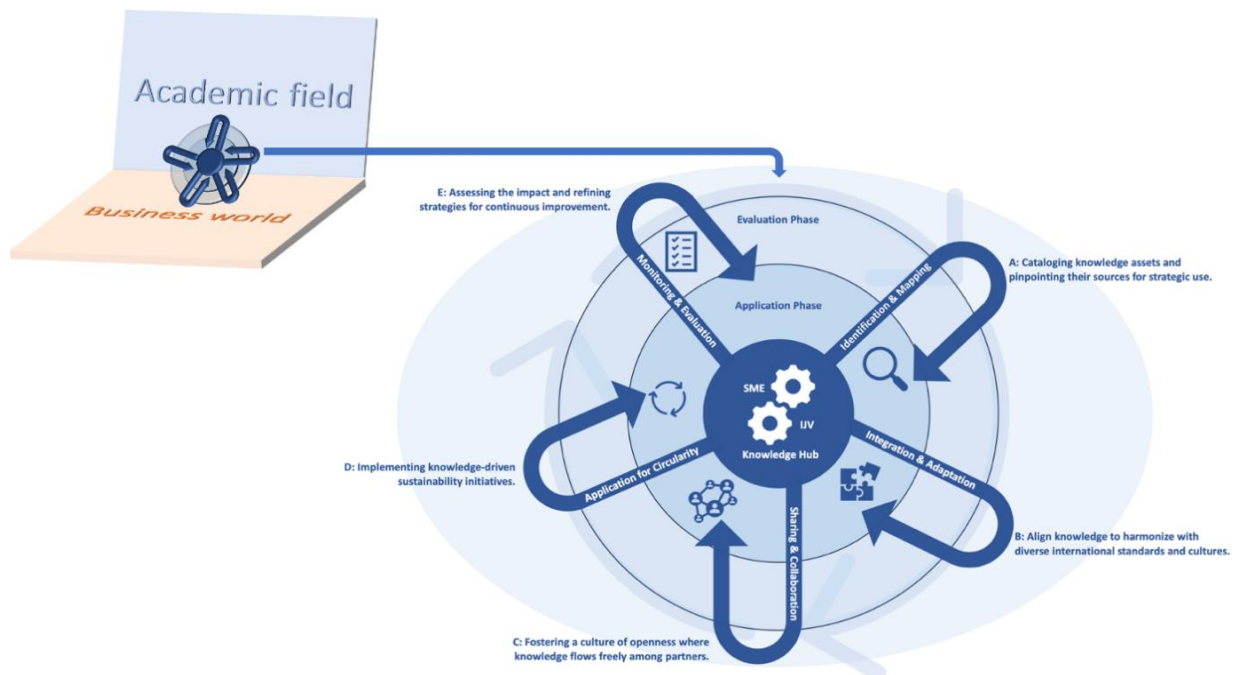 Academic field
Business world
E: Assessing the impact and refining
strategies for continuous improvement.
Evaluation Phase
Monitoring & Evaluation
Application Phase
Identification & Mapping
A: Cataloging knowledge assets and
pinpointing their sources for strategic use.
SME
IJV
Knowledge Hub
Integration & Adaptation
B: Align knowledge to harmonize with
diverse international standards and cultures.
Application for Circularity
D: Implementing knowledge-driven
sustainability initiatives.
Sharing & Collaboration
C: Fostering a culture of openness where
knowledge flows freely among partners.